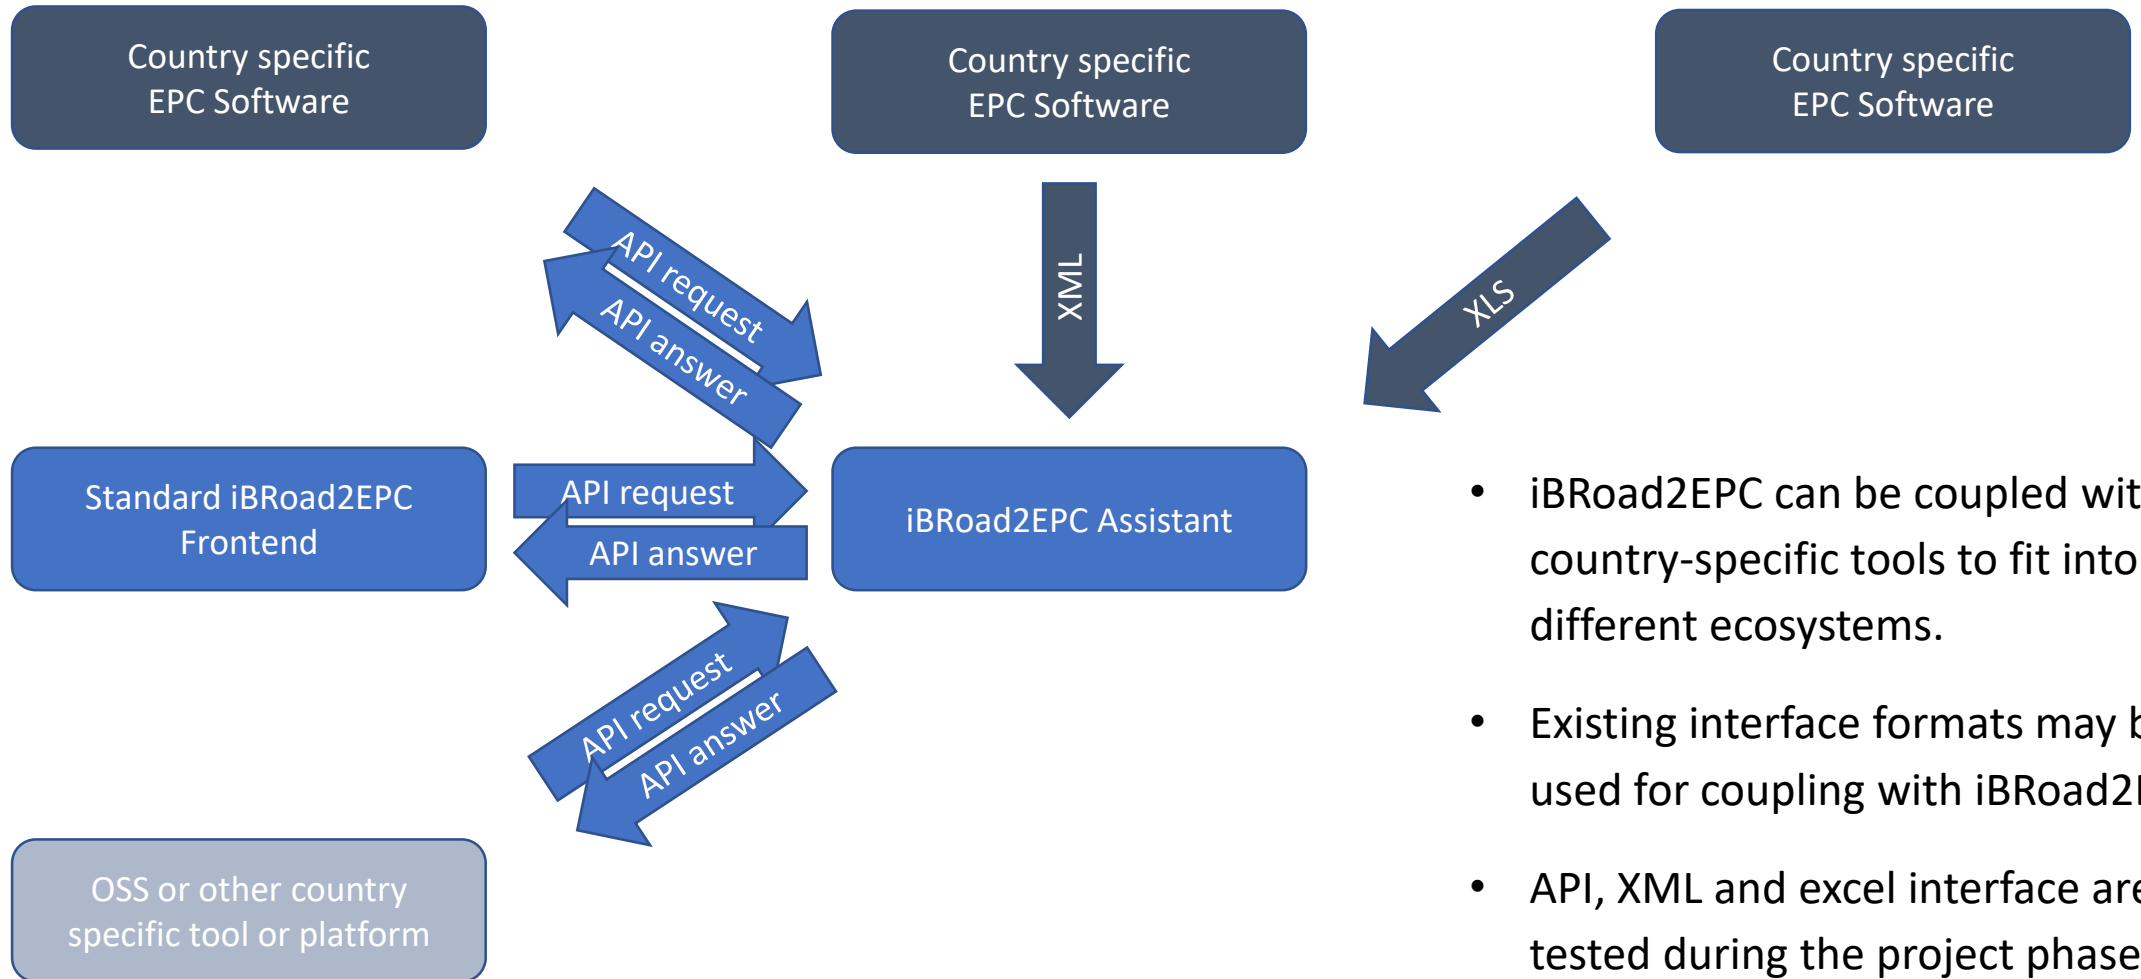 Country specific
EPC Software
Country specific
EPC Software
Country specific
EPC Software
API request
API answer
XML
XLS
Standard iBRoad2EPC
Frontend
API request
API answer
iBRoad2EPC Assistant
API request
API answer
OSS or other country
specific tool or platform
• iBRoad2EPC can be coupled
country-specific tools to fit into
different ecosystems.
• Existing interface formats may
used for coupling with
• API, XML and excel interface are
tested during the project phase